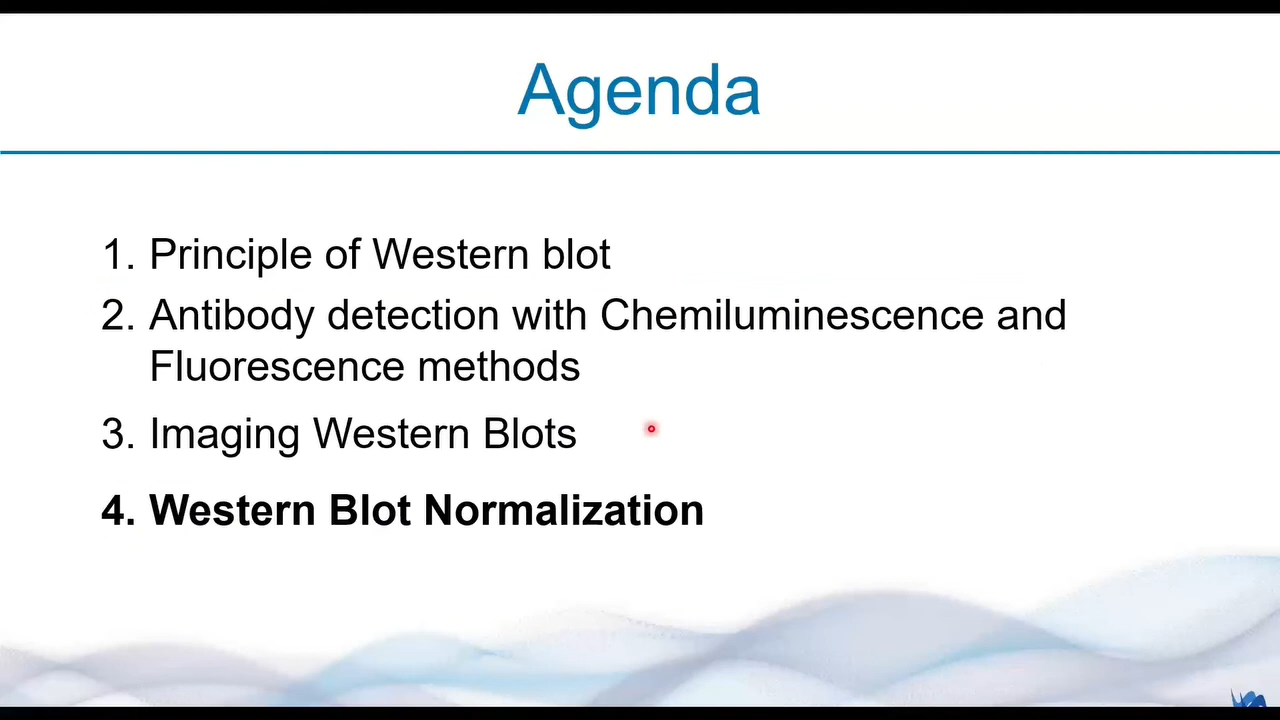 Agenda
1. Principle of Western blot
2. Antibody detection with Chemiluminescence and
Fluorescence methods
3. Imaging Western Blots
4. Western Blot Normalization